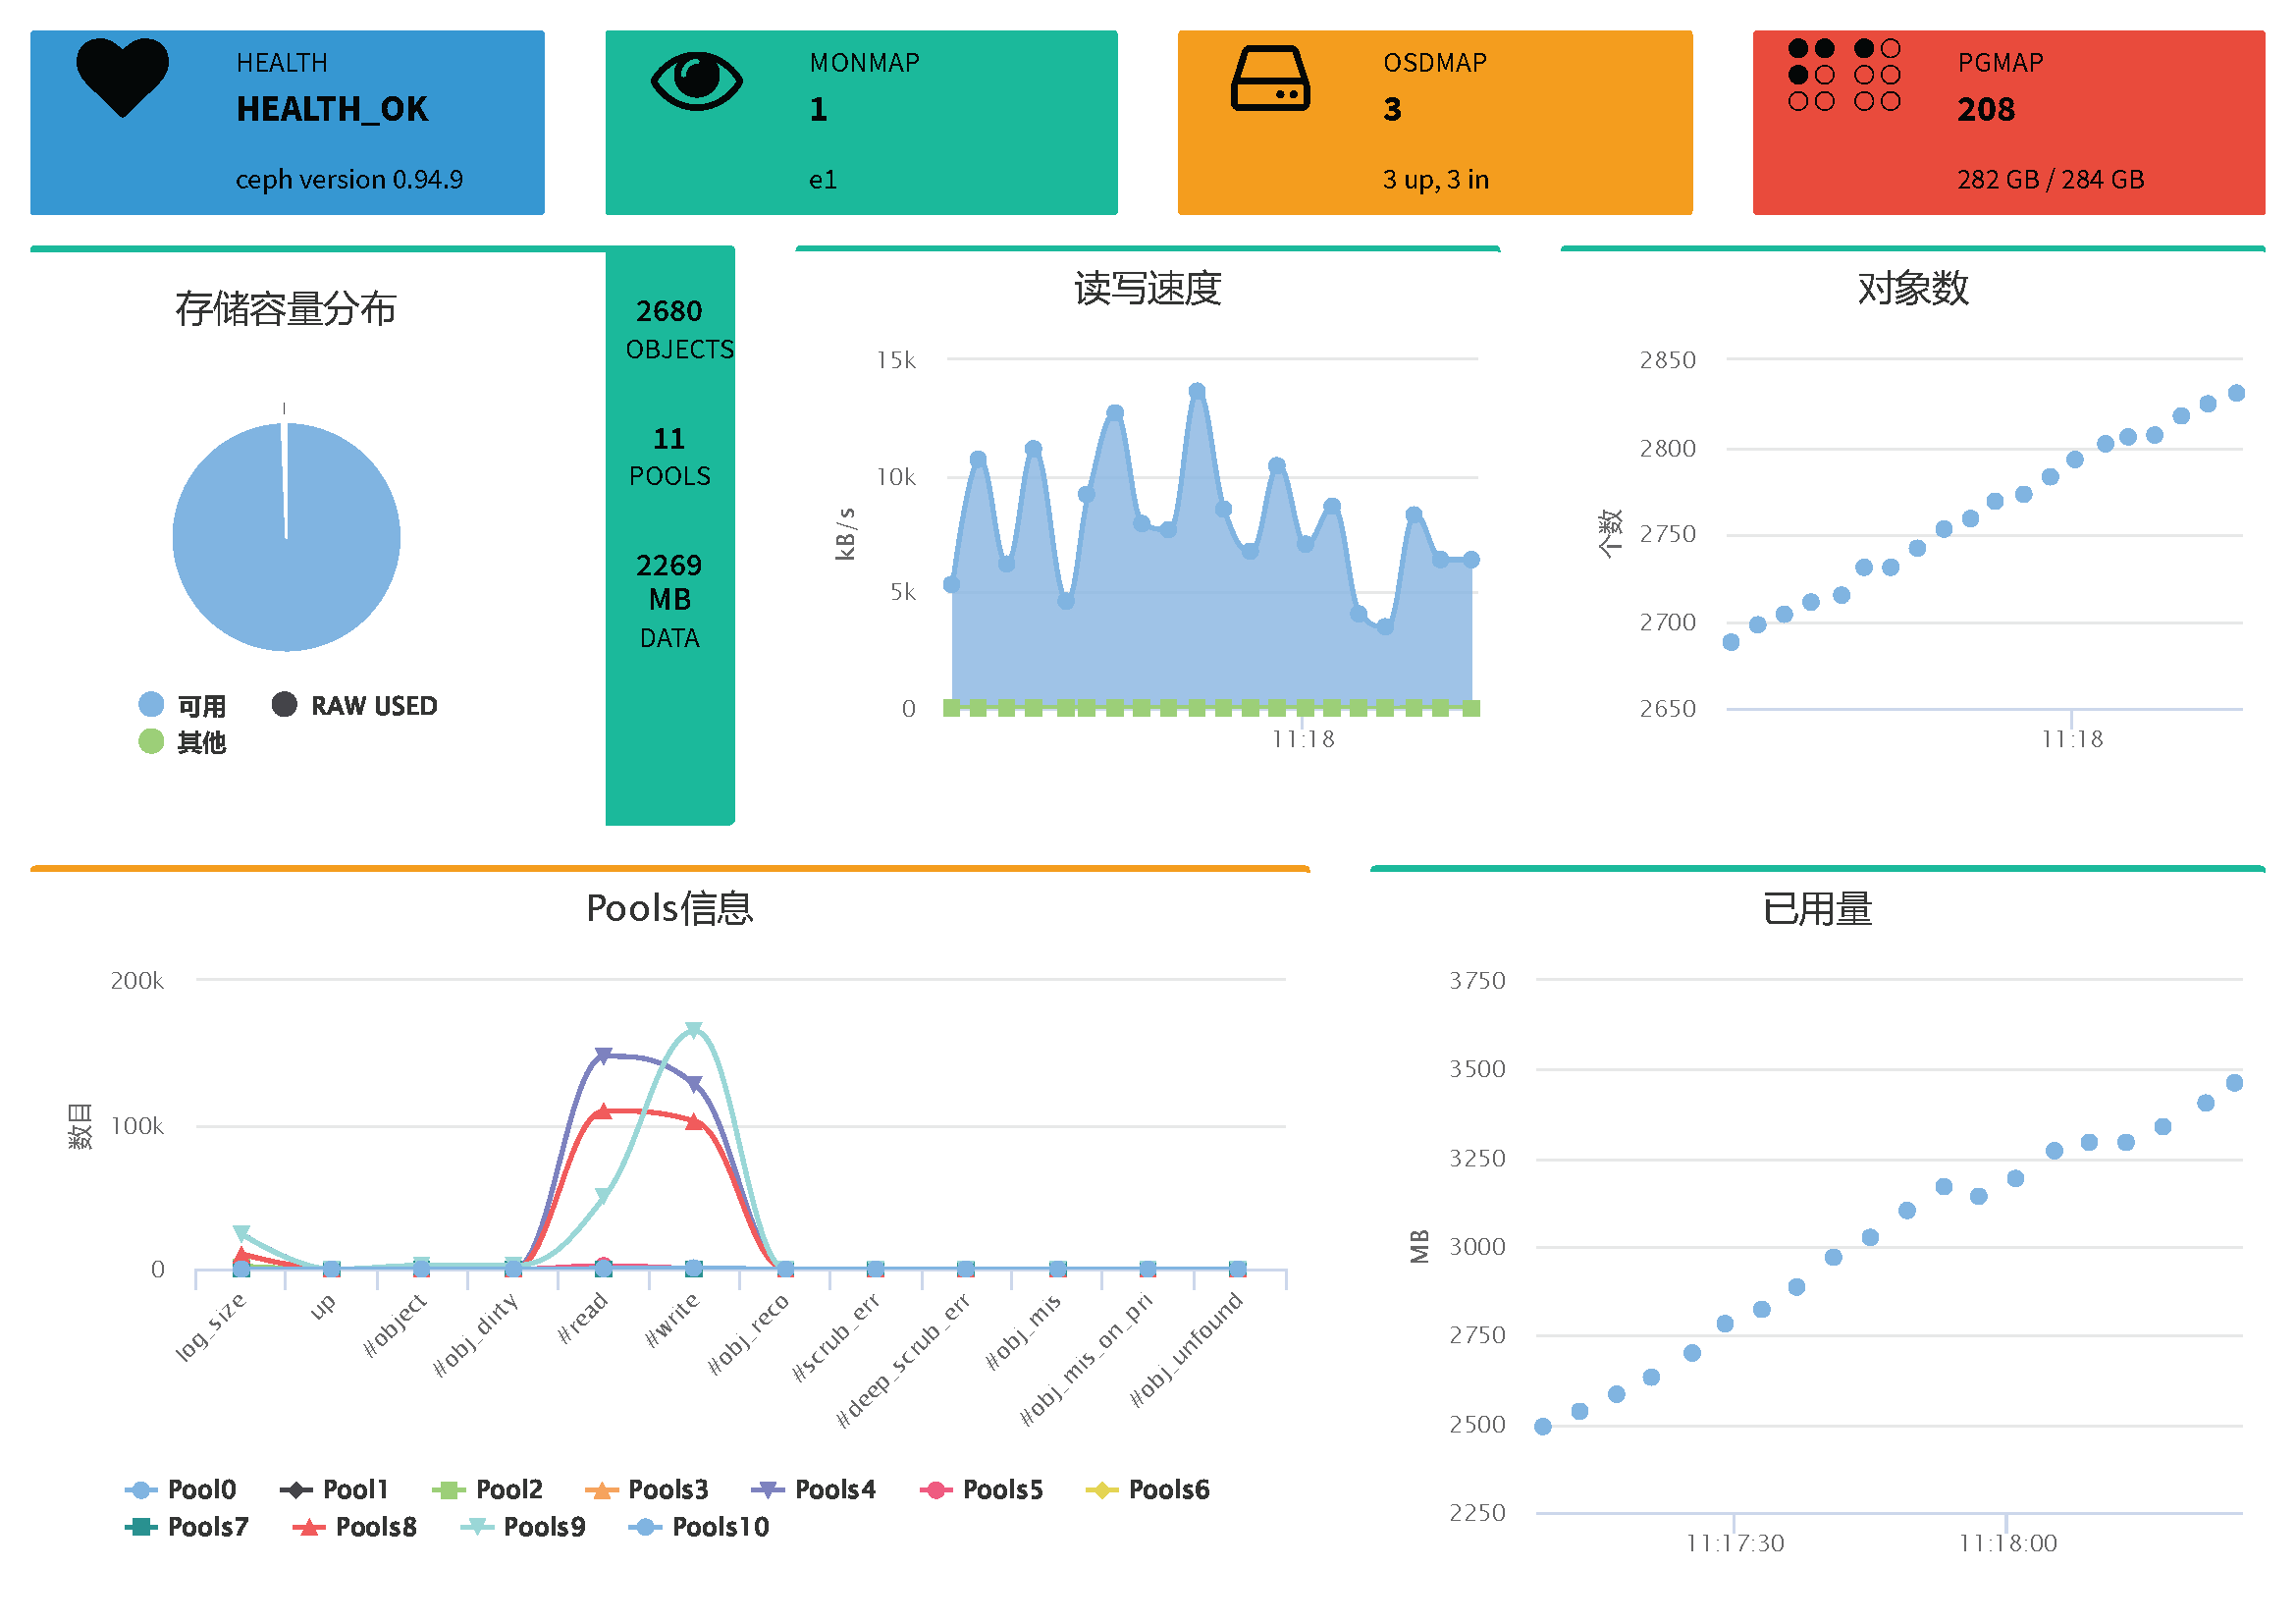 HEALTH
HEALTH_OK
ceph version 0.94.9
MONMAP
1
e1
OSDMAP
3
3 up, 3 in
PGMAP
208
282 GB / 284 GB
存储容量分布
可用
RAW USED
其他
2680
OBJECTS
11
POOLS
2269
MB
DATA
读写速度
kB/s
15k
10k
5k
0
11:18
对象数
个数
2850
2800
2750
2700
2650
11:18
Pools信息
数目
200k
100k
0
log_size
up
#object
#obj_dirty
#read
#write
#obj_reco
#scrub_err
#deep_scrub_err
#obj_mis
#obj_mis_on_pri
#obj_unfound
Pool0 Pool1 Pool2 Pools3 Pools4 Pools5 Pools6
Pools7 Pools8 Pools9 Pools10
已用量
MB
3750
3500
3250
3000
2750
2500
2250
11:17:30
11:18:00